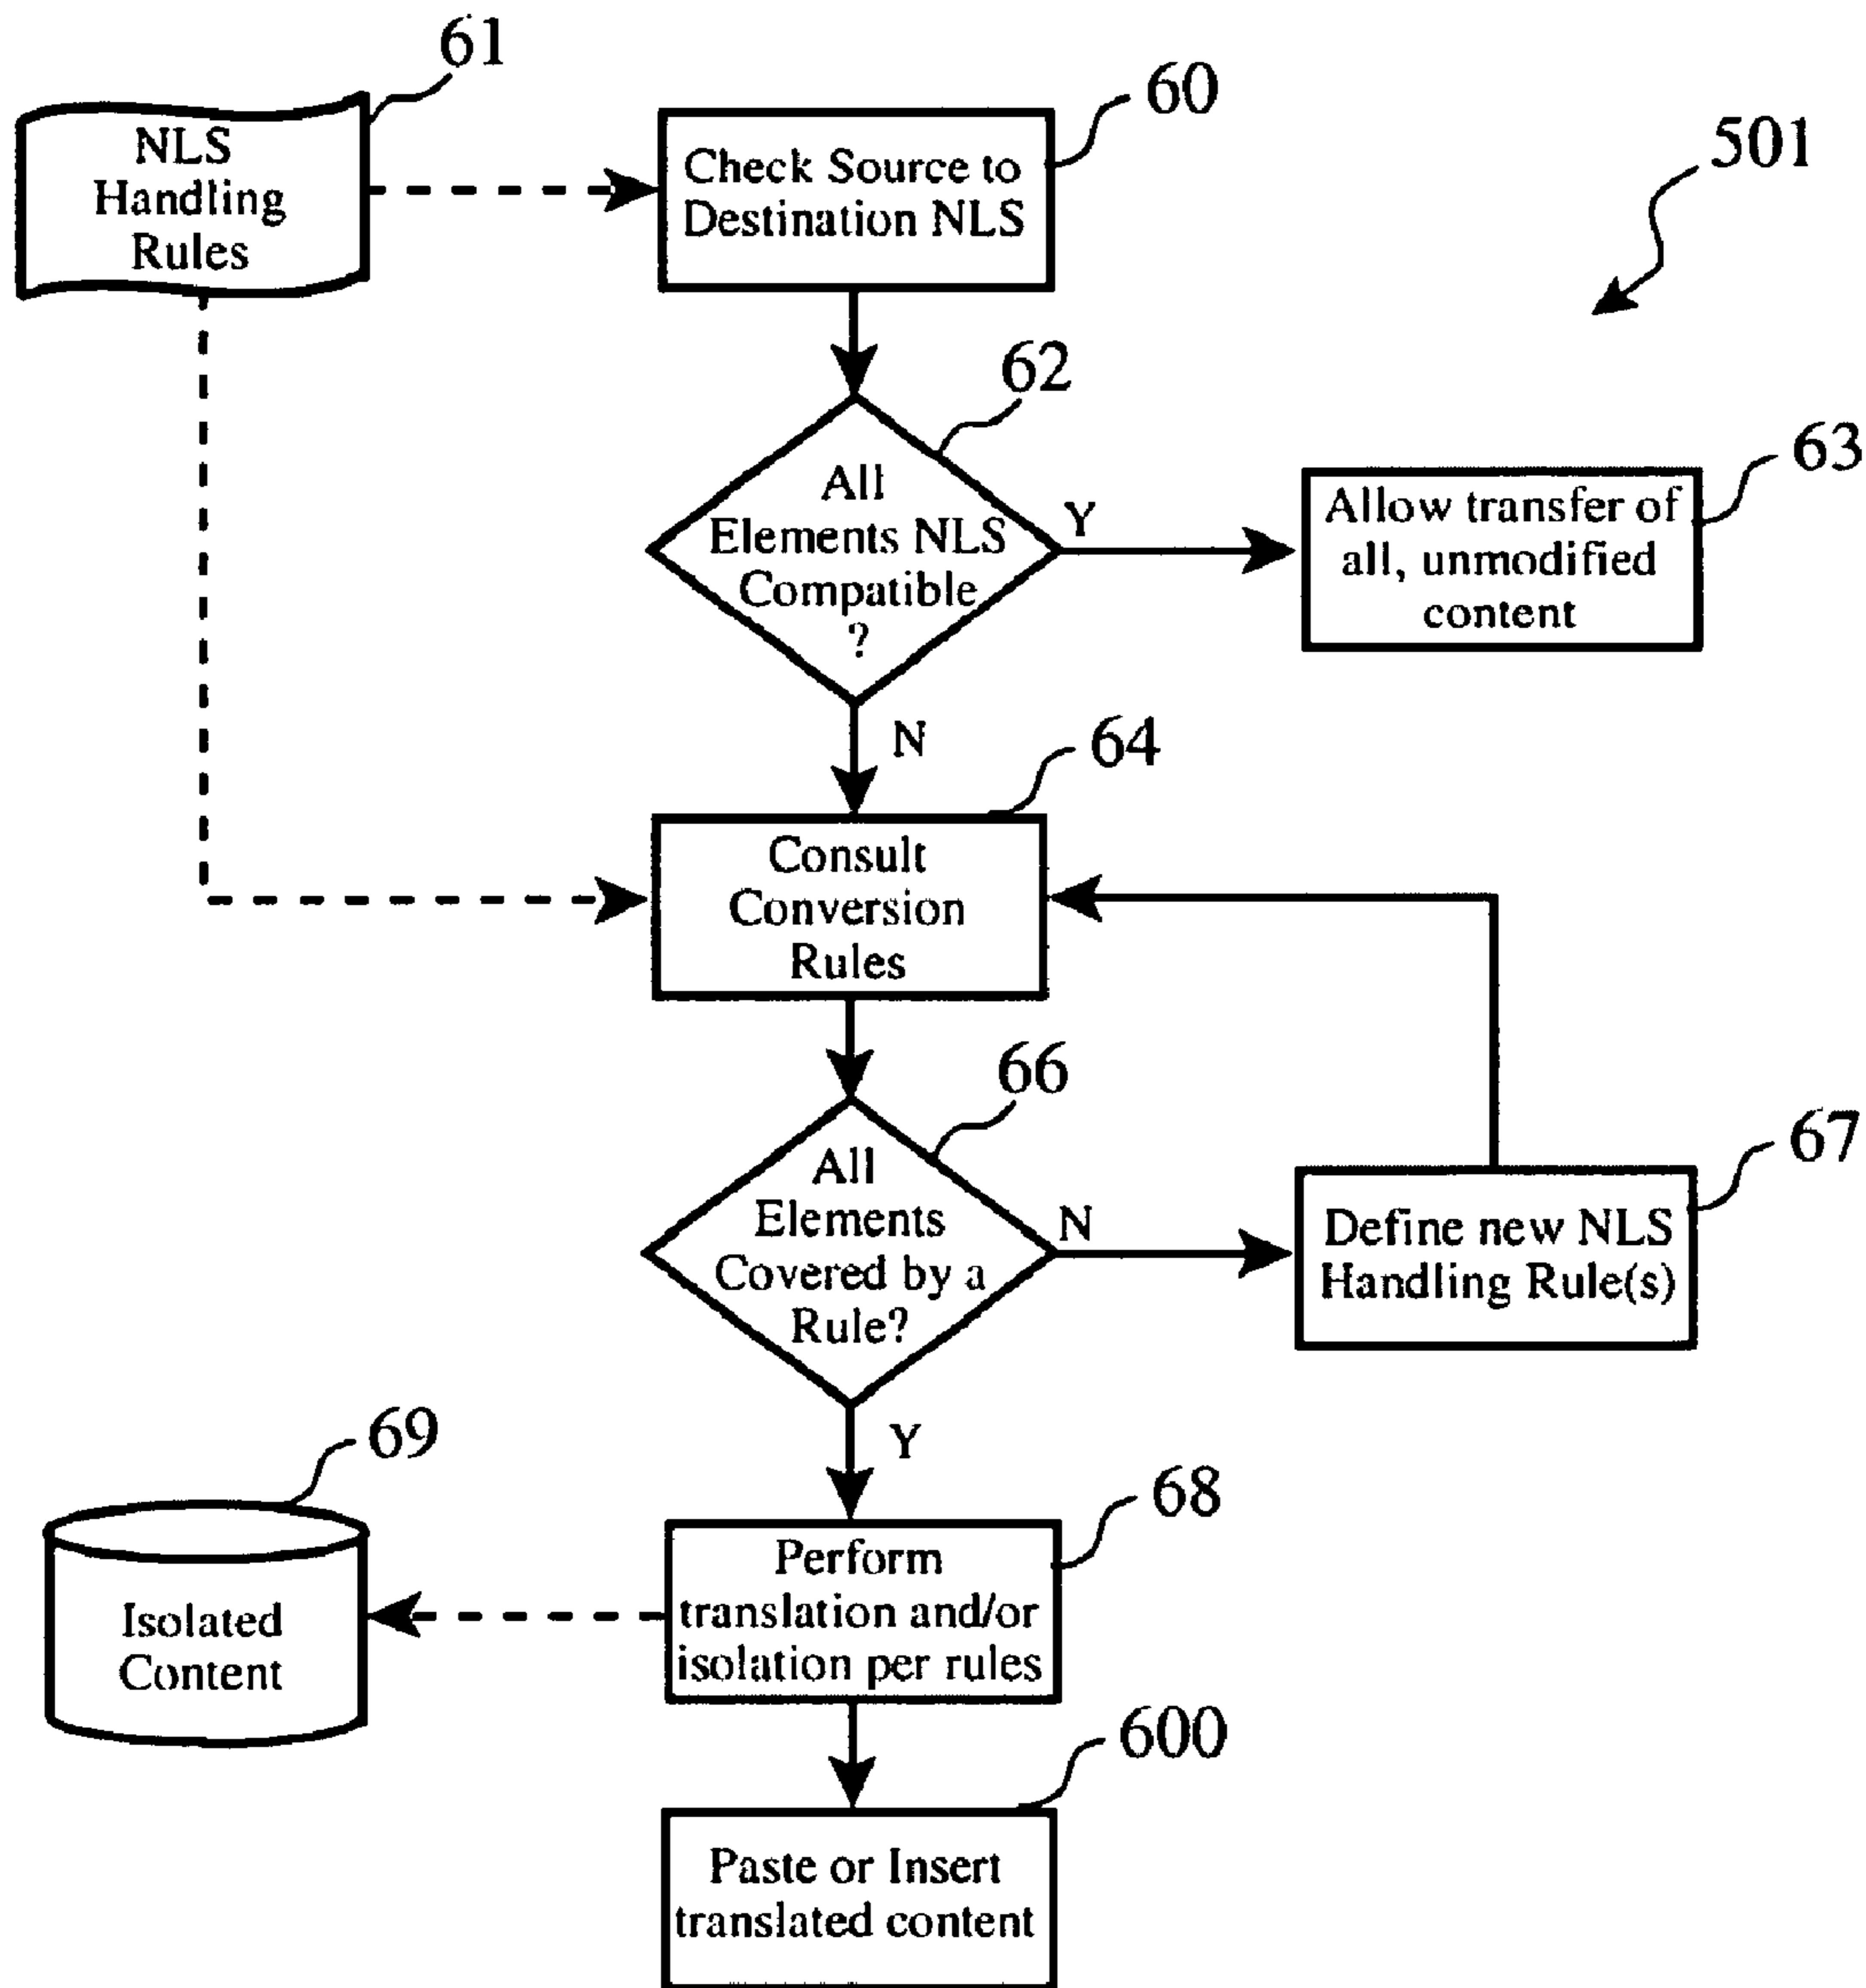 61
NLS
Handling
Rules
60
Check Source to
Destination NLS
501
62
All
Elements NLS
Compatible
?
Y
63
Allow transfer of
all, unmodified
content
N
64
Consult
Conversion
Rules
66
All
Elements
Covered by a
Rule?
N
67
Define new NLS
Handling Rule(s)
Y
69
Isolated
Content
68
Perform
translation and/or
isolation per rules
600
Paste or Insert
translated content